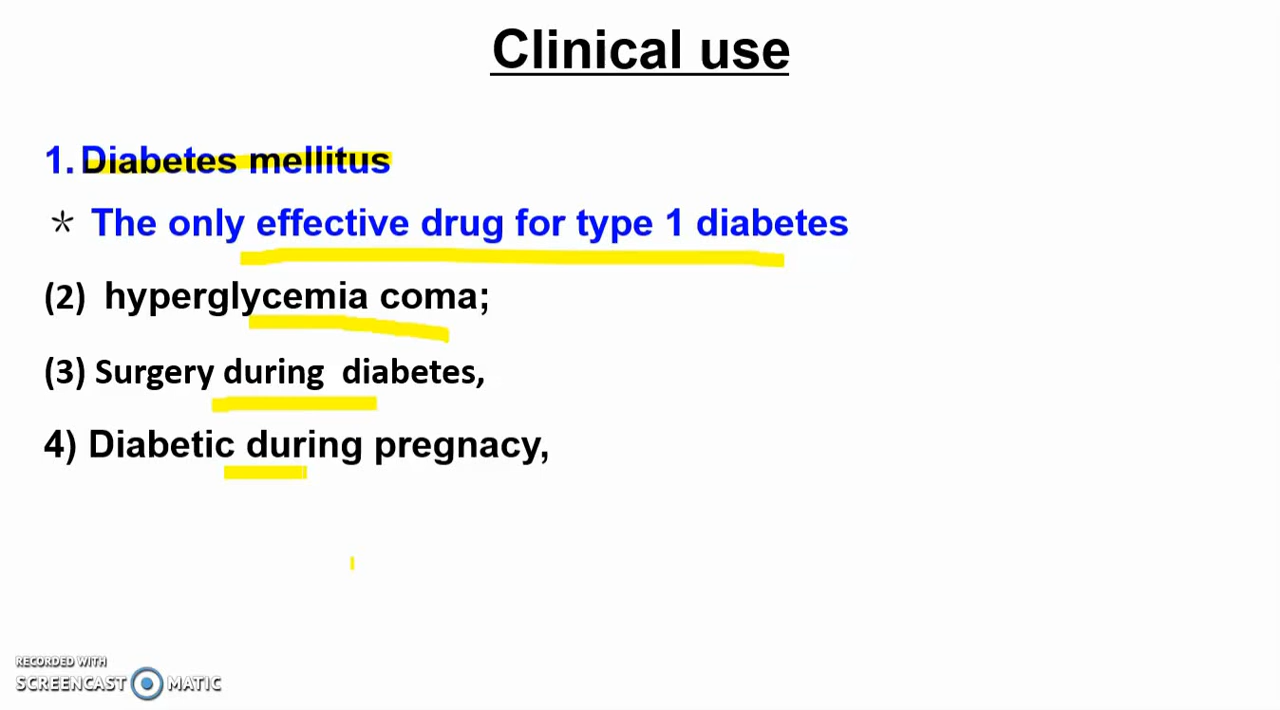 Clinical use
1. Diabetes mellitus
* The only effective drug for type 1 diabetes
(2) hyperglycemia coma;
(3) Surgery during diabetes,
4) Diabetic during pregnacy,
RECORDED WITH
SCREENCAST MATIC